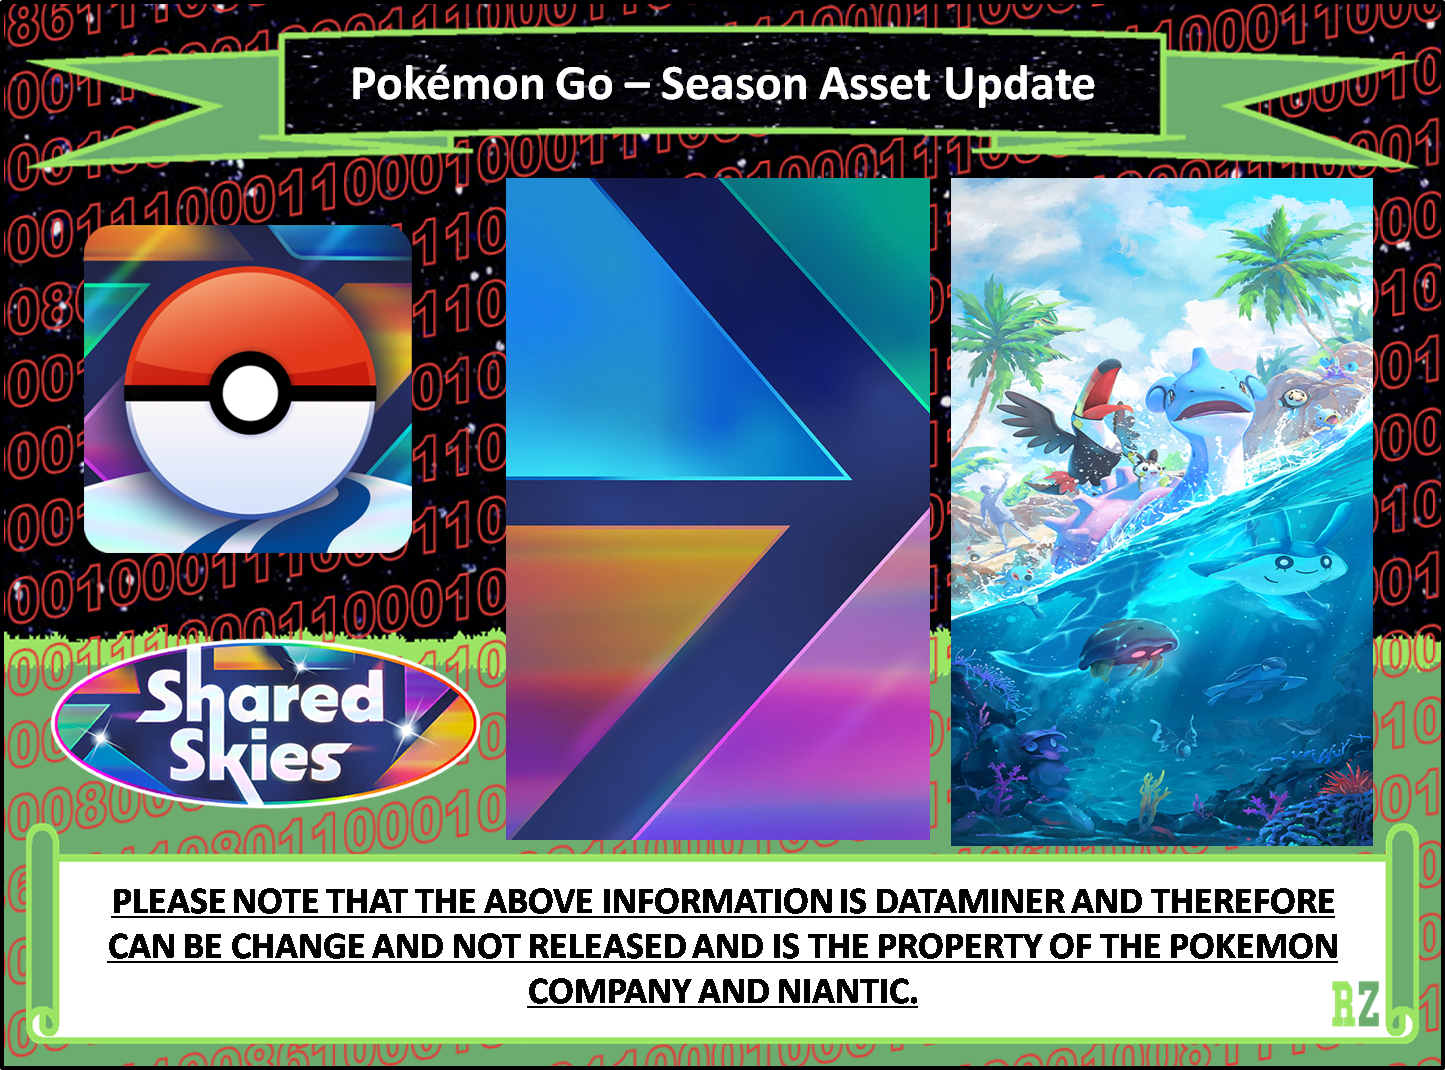 Pokémon Go – Season Asset Update
Shared
Skies
PLEASE NOTE THAT THE ABOVE INFORMATION IS DATAMINER AND THEREFORE
CAN BE CHANGE AND NOT RELEASED AND IS THE PROPERTY OF THE POKEMON
COMPANY AND NIANTIC.
RZ